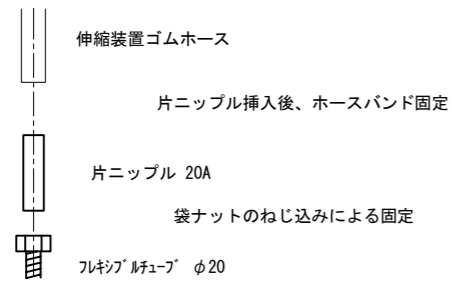 伸縮装置ゴムホース
片ニップル挿入後、ホースバンド固定
片ニップル 20A
袋ナットのねじ込みによる固定
ﾌﾚｷｼﾌﾞﾙﾁｭｰﾌﾞ φ20